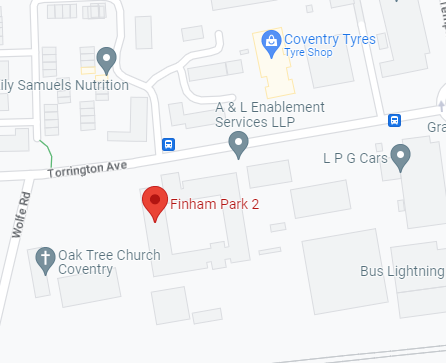 Coventry Tyres
Tyre Shop
ily Samuels Nutrition
A & L Enablement
Services LLP
Gra
Torrington Ave
L P G Cars
Wolfe Rd
Finham Park 2
Oak Tree Church
Coventry
Bus Lightning